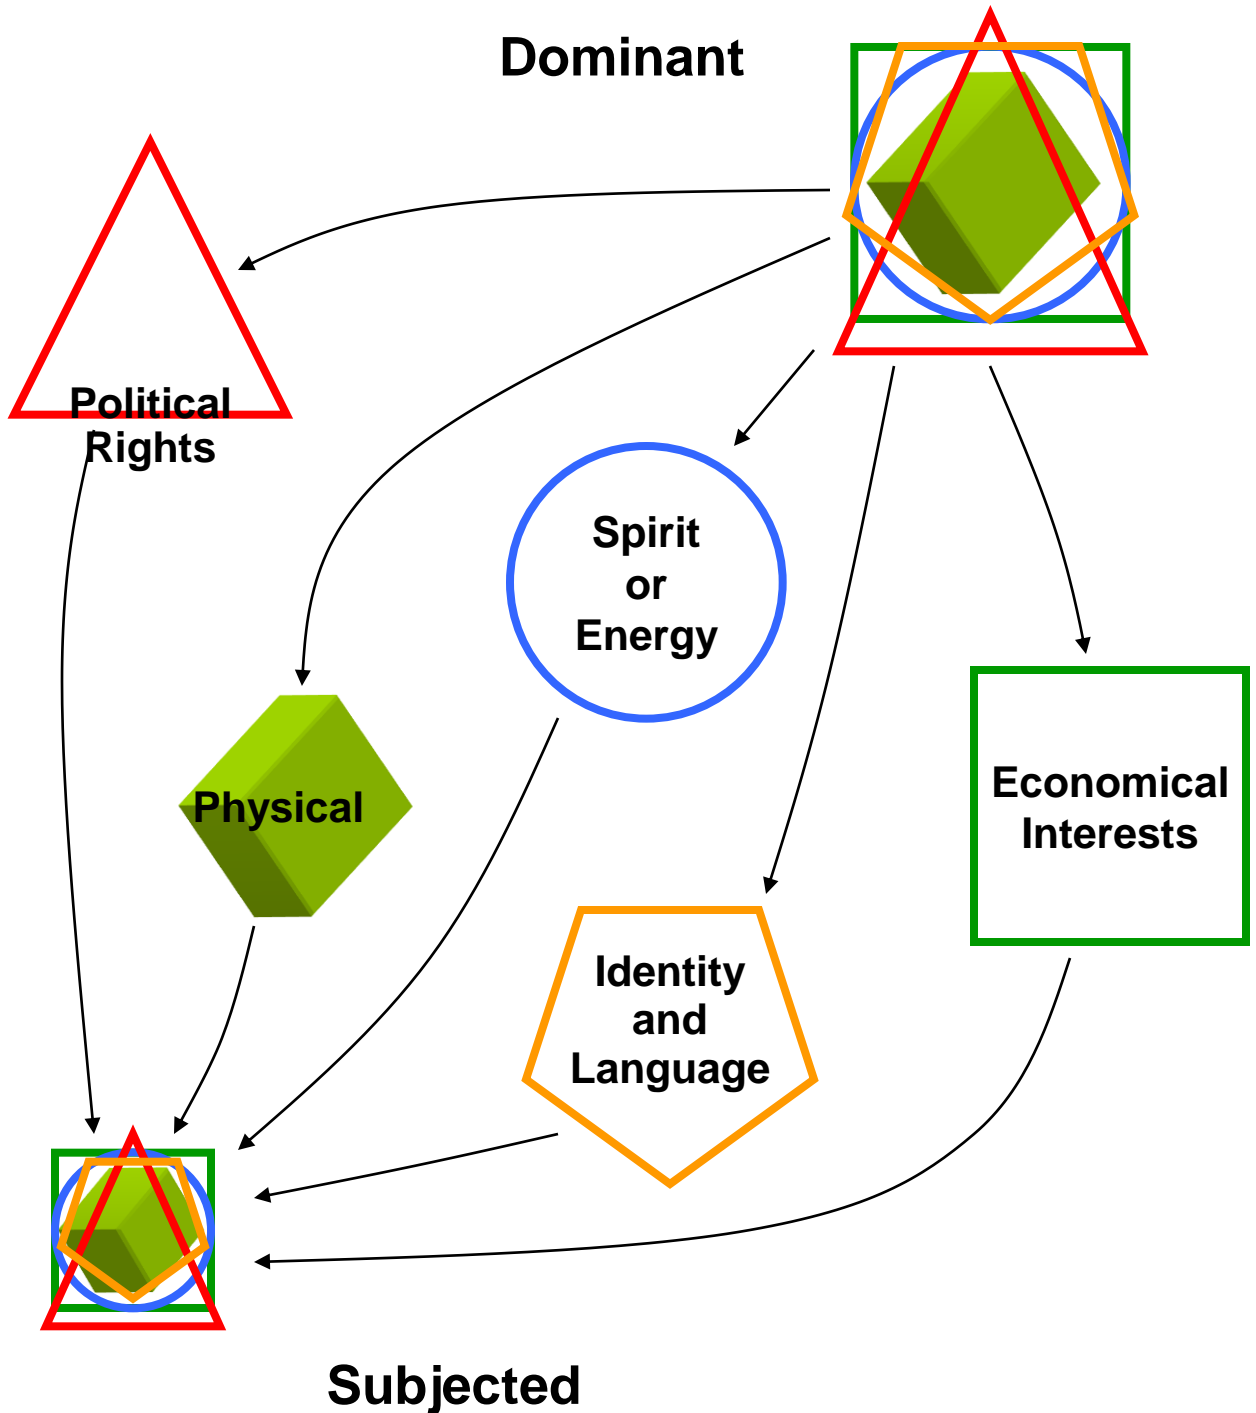 Dominant
Political
Rights
Spirit
or
Energy
Physical
Economical
Interests
Identity
and
Language
Subjected